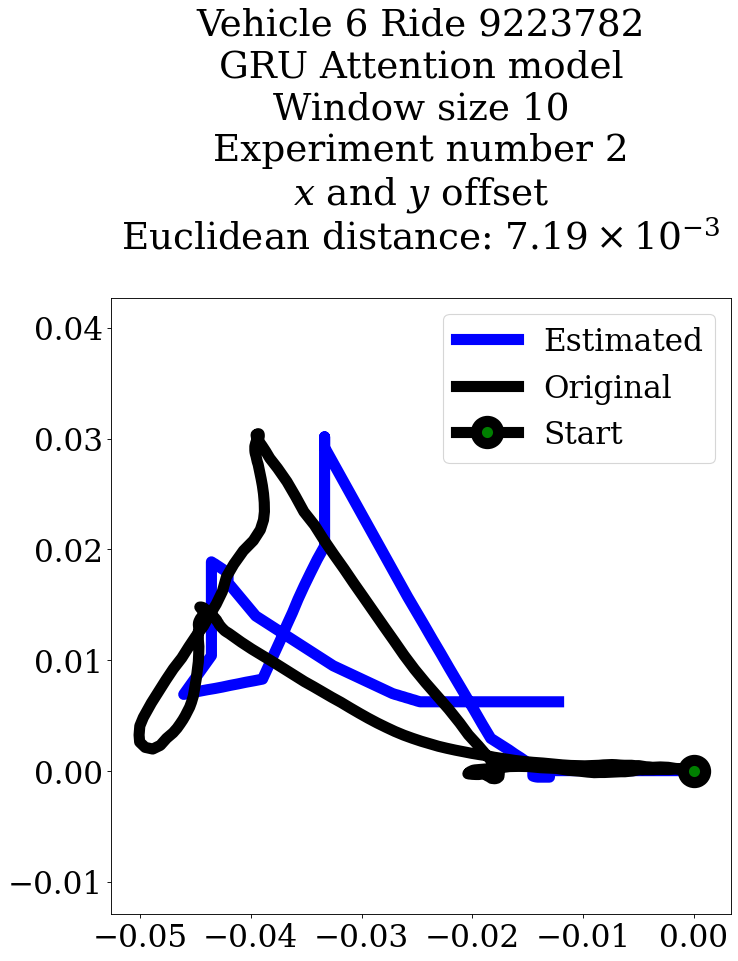 Vehicle 6 Ride 9223782
GRU Attention model
Window size 10
Experiment number 2
x and y offset
Euclidean distance: 7.19 × 10⁻³
Estimated
Original
Start
0.04
0.03
0.02
0.01
0.00
−0.01
−0.05 −0.04 −0.03 −0.02 −0.01 0.00